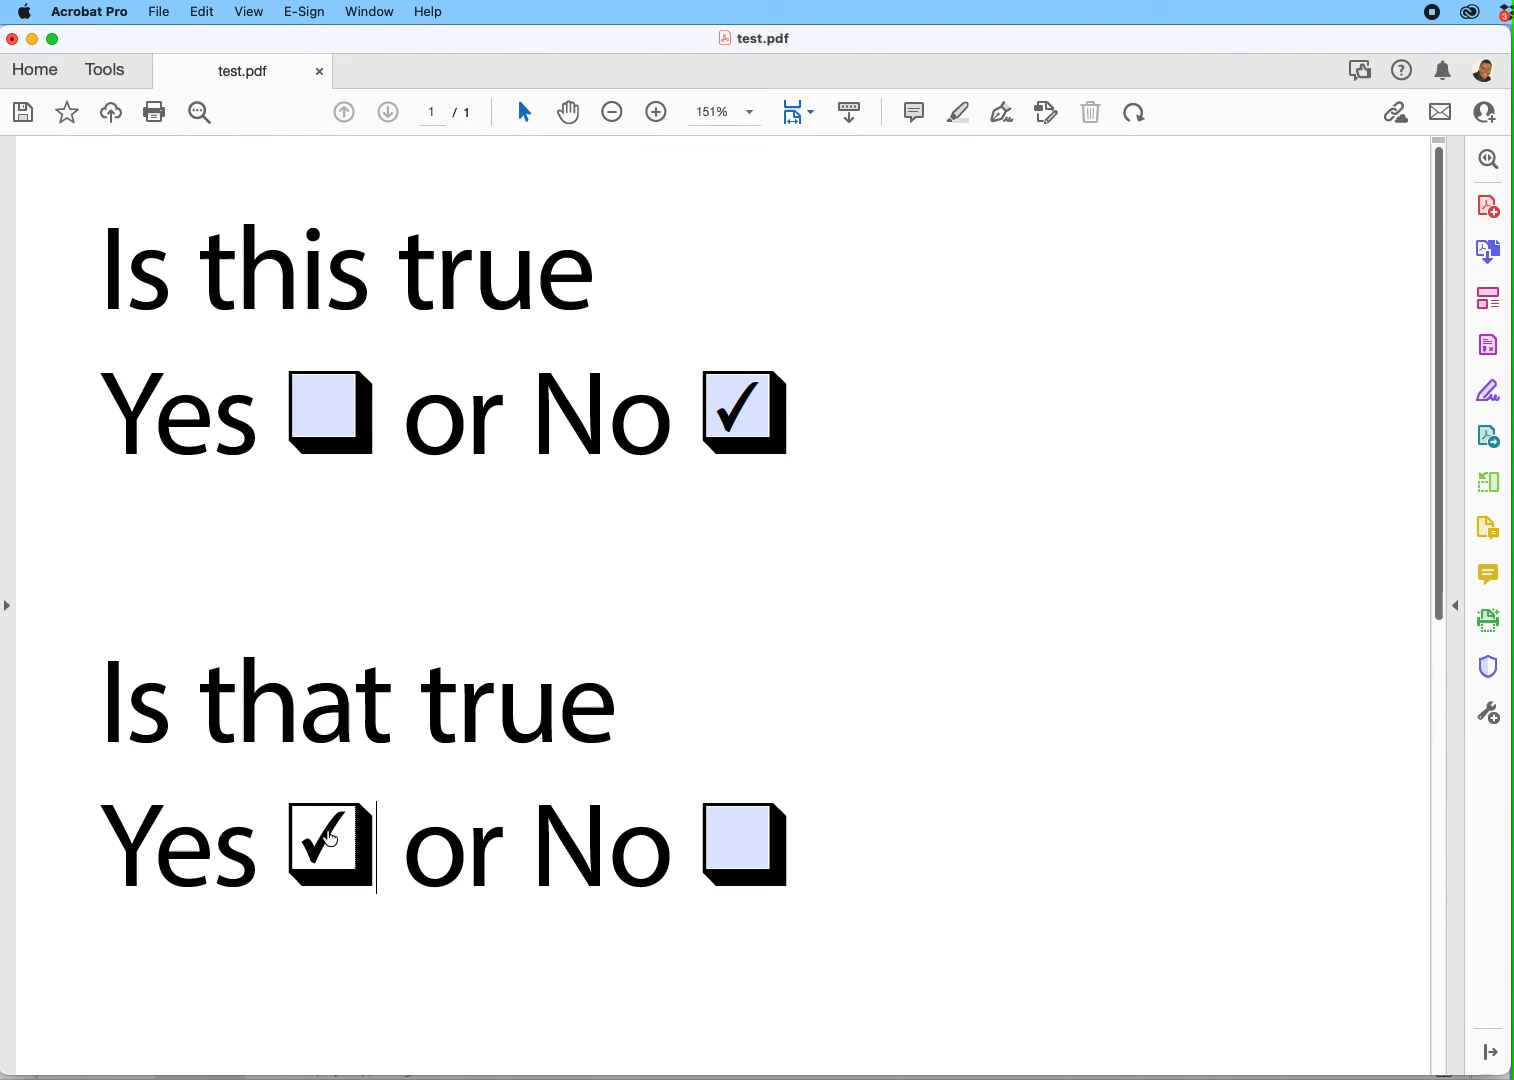 Acrobat Pro File Edit View E-Sign Window Help
3
test.pdf
Home Tools test.pdf
1 / 1 151%
Is this true
Yes or No ✓
Is that true
Yes ✓ or No